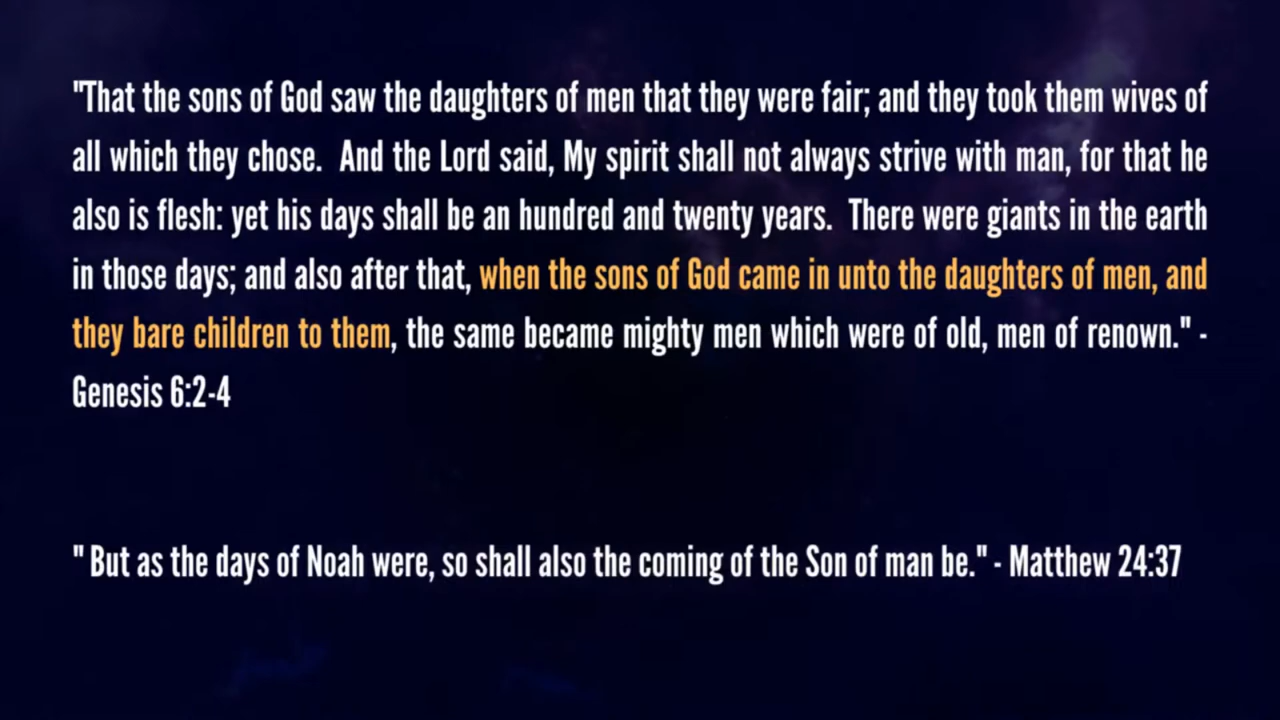 "That the sons of God saw the daughters of men that they were fair; and they took them wives of
all which they chose.  And the Lord said, My spirit shall not always strive with man, for that he
also is flesh: yet his days shall be an hundred and twenty years.  There were giants in the earth
in those days; and also after that, when the sons of God came in unto the daughters of men, and
they bare children to them, the same became mighty men which were of old, men of renown." -
Genesis 6:2-4
" But as the days of Noah were, so shall also the coming of the Son of man be." - Matthew 24:37